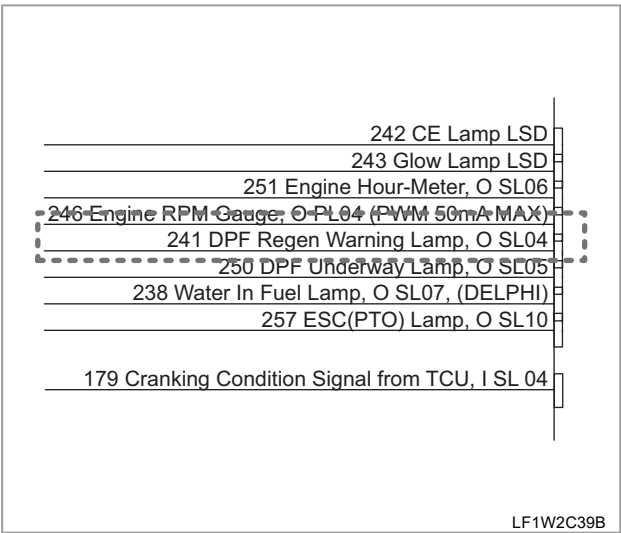 242 CE Lamp LSD
243 Glow Lamp LSD
251 Engine Hour-Meter, O SL06
246 Engine RPM Gauge, O PL04 (PWM 50mA MAX)
241 DPF Regen Warning Lamp, O SL04
250 DPF Underway Lamp, O SL05
238 Water In Fuel Lamp, O SL07, (DELPHI)
257 ESC(PTO) Lamp, O SL10
179 Cranking Condition Signal from TCU, I SL 04
LF1W2C39B